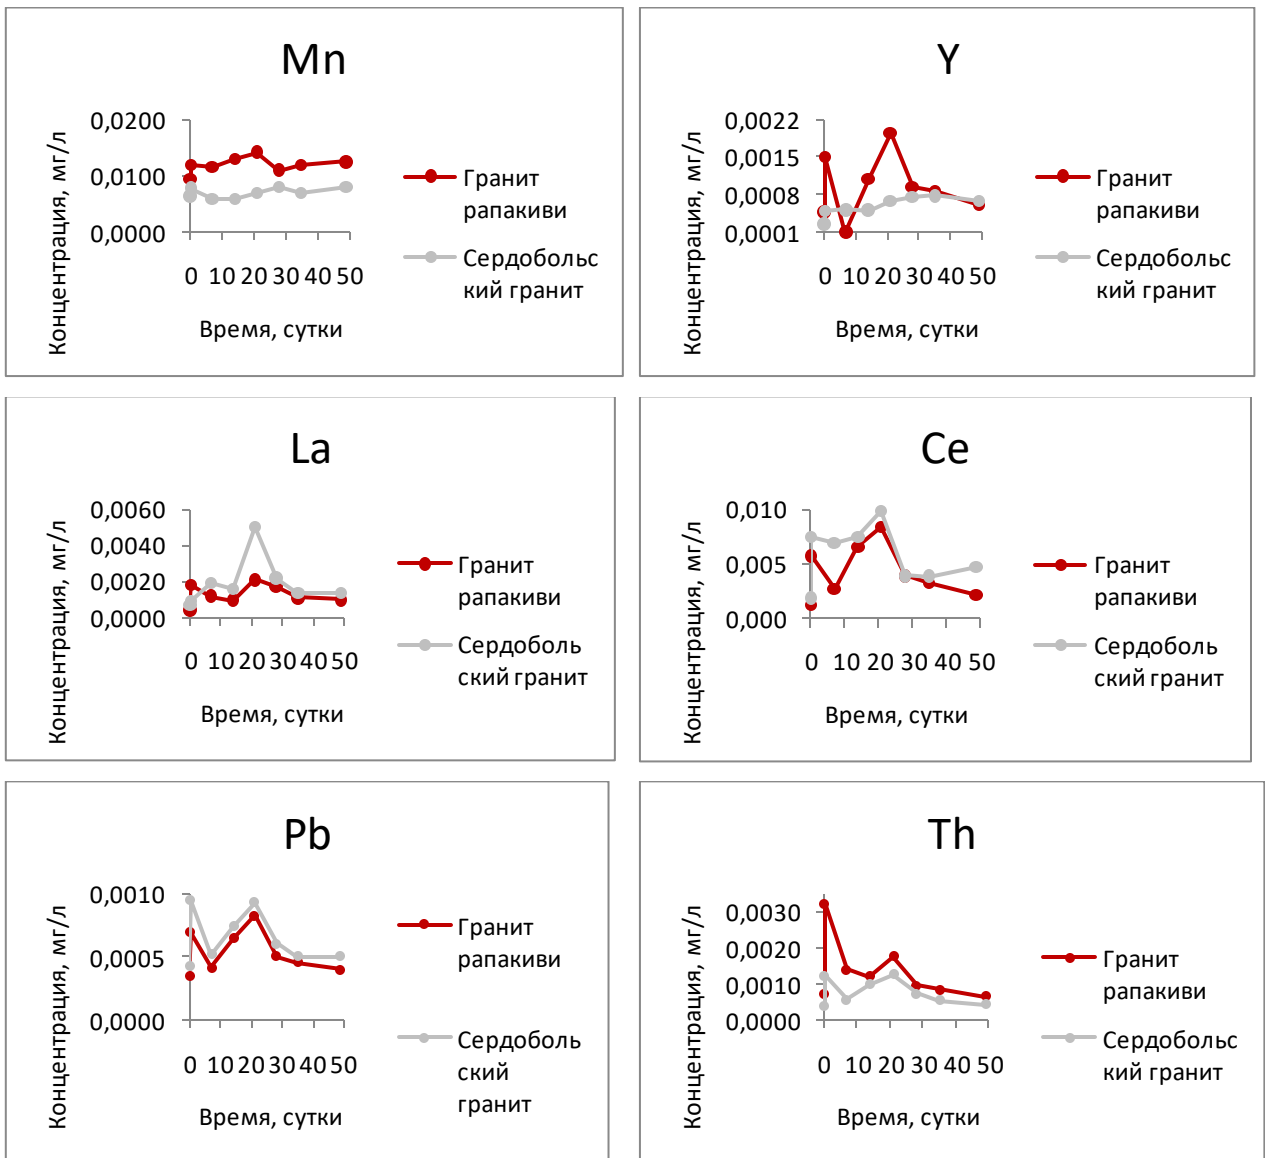 Mn
Концентрация, мг/л
0,0200
0,0100
0,0000
0 10 20 30 40 50
Время, сутки
Гранит
рапакиви
Сердобольс
кий гранит
Y
Концентрация, мг/л
0,0022
0,0015
0,0008
0,0001
0 10 20 30 40 50
Время, сутки
Гранит
рапакиви
Сердобольс
кий гранит
La
Концентрация, мг/л
0,0060
0,0040
0,0020
0,0000
0 10 20 30 40 50
Время, сутки
Гранит
рапакиви
Сердоболь
ский гранит
Ce
Концентрация, мг/л
0,010
0,005
0,000
0 10 20 30 40 50
Время, сутки
Гранит
рапакиви
Сердоболь
ский гранит
Pb
Концентрация, мг/л
0,0010
0,0005
0,0000
0 10 20 30 40 50
Время, сутки
Гранит
рапакиви
Сердоболь
ский
гранит
Th
Концентрация, мг/л
0,0030
0,0020
0,0010
0,0000
0 10 20 30 40 50
Время, сутки
Гранит
рапакиви
Сердобольс
кий гранит